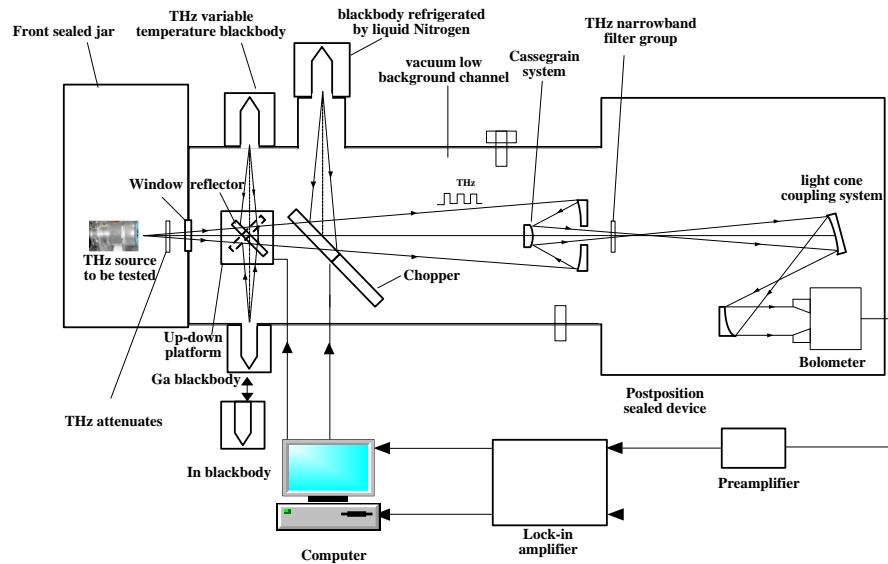 THz variable
temperature blackbody
blackbody refrigerated
by liquid Nitrogen
THz narrowband
filter group
Front sealed jar
Cassegrain
system
vacuum low
background channel
light cone
coupling system
Window reflector
THz
THz source
to be tested
Chopper
Up-down
platform
Bolometer
Ga blackbody
Postposition
sealed device
THz attenuates
In blackbody
Preamplifier
Lock-in
amplifier
Computer